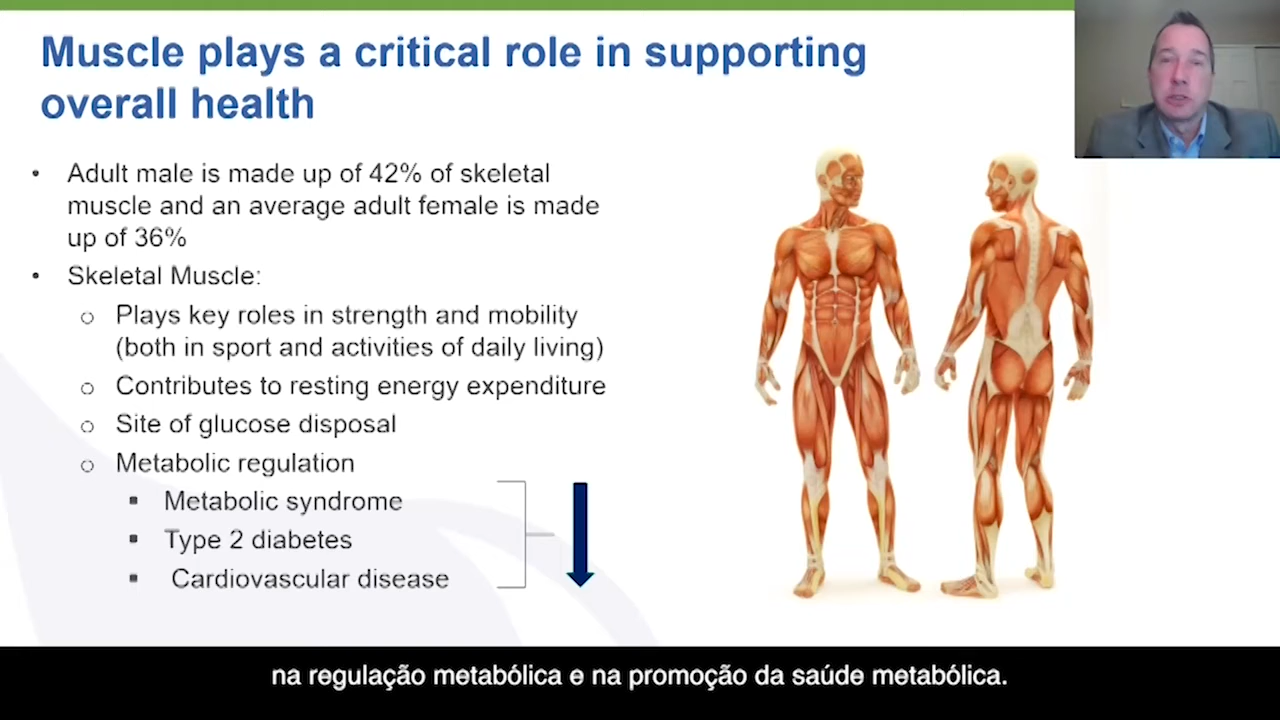 Muscle plays a critical role in supporting
overall health
• Adult male is made up of 42% of skeletal
muscle and an average adult female is made
up of 36%
• Skeletal Muscle:
○ Plays key roles in strength and mobility
(both in sport and activities of daily living)
○ Contributes to resting energy expenditure
○ Site of glucose disposal
○ Metabolic regulation
▪ Metabolic syndrome
▪ Type 2 diabetes
▪ Cardiovascular disease
na regulação metabólica e na promoção da saúde metabólica.